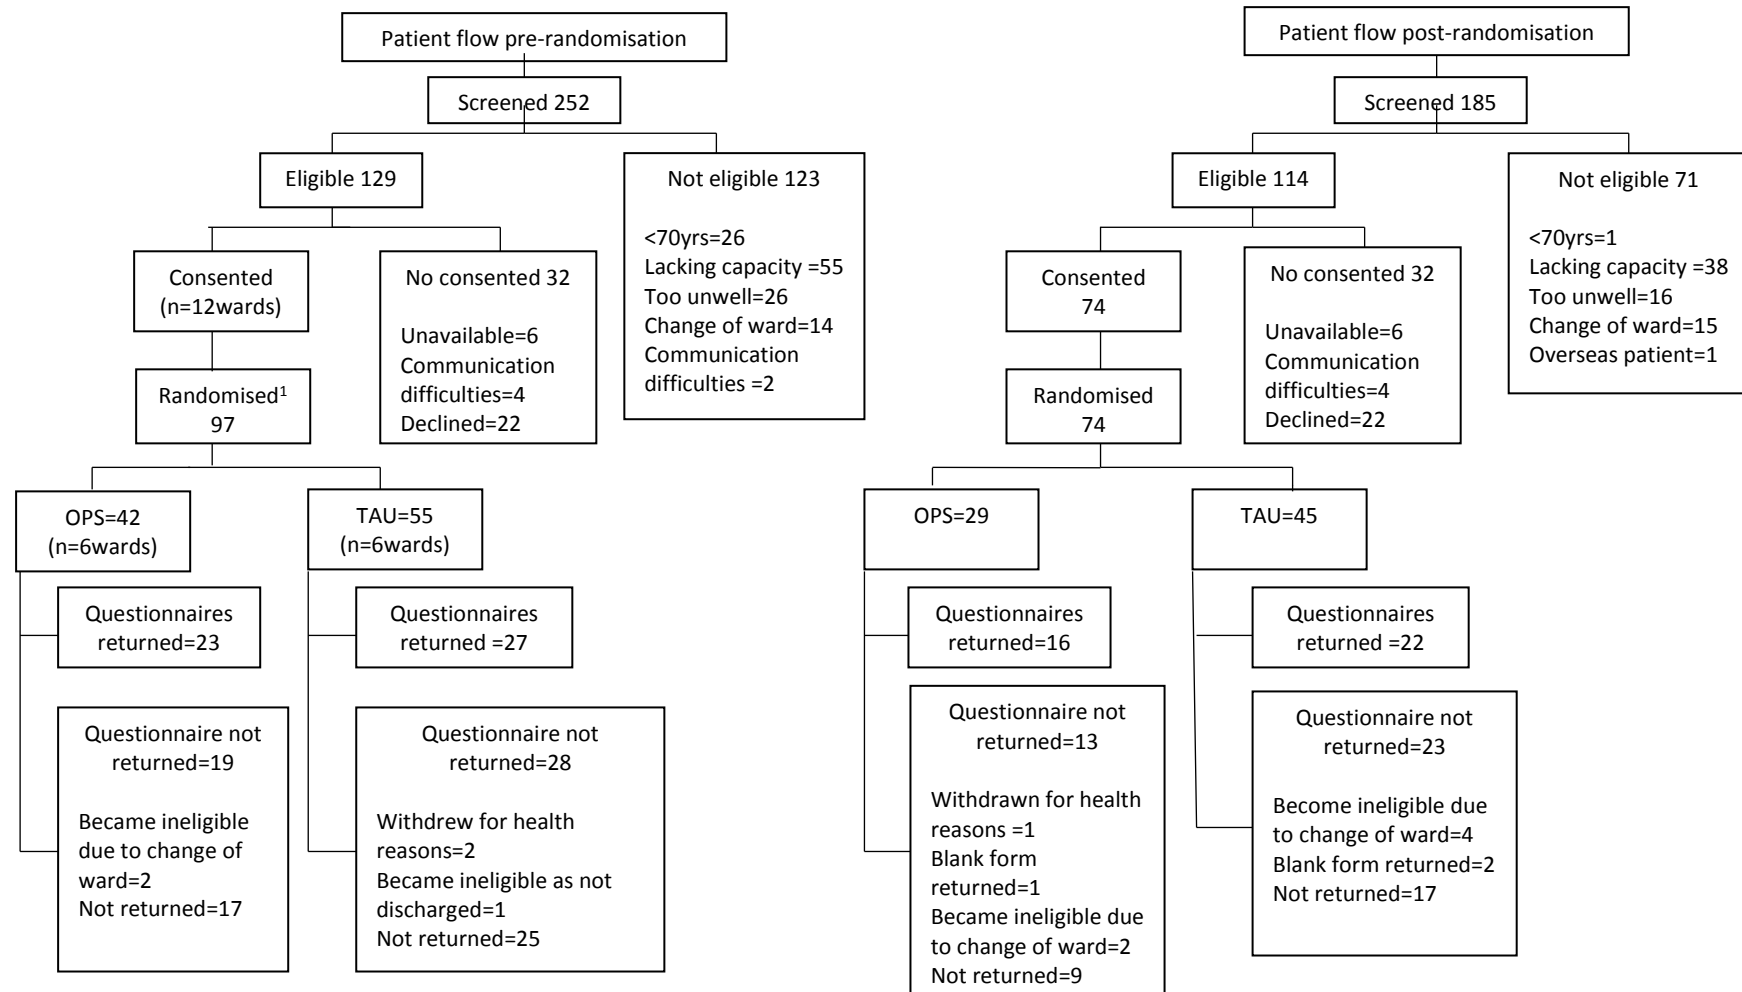 Patient flow pre-randomisation
Screened 252
Eligible 129
Not eligible 123
<70yrs=26
Lacking capacity =55
Too unwell=26
Change of ward=14
Communication
difficulties =2
Consented
(n=12wards)
No consented 32
Unavailable=6
Communication
difficulties=4
Declined=22
Randomised¹
97
OPS=42
(n=6wards)
TAU=55
(n=6wards)
Questionnaires
returned=23
Questionnaires
returned =27
Questionnaire not
returned=19
Became ineligible
due to change of
ward=2
Not returned=17
Questionnaire not
returned=28
Withdrew for health
reasons=2
Became ineligible as not
discharged=1
Not returned=25
Patient flow post-randomisation
Screened 185
Eligible 114
Not eligible 71
<70yrs=1
Lacking capacity =38
Too unwell=16
Change of ward=15
Overseas patient=1
Consented
74
No consented 32
Unavailable=6
Communication
difficulties=4
Declined=22
Randomised
74
OPS=29
TAU=45
Questionnaires
returned=16
Questionnaires
returned =22
Questionnaire not
returned=13
Withdrawn for health
reasons =1
Blank form
returned=1
Became ineligible due
to change of ward=2
Not returned=9
Questionnaire not
returned=23
Become ineligible due
to change of ward=4
Blank form returned=2
Not returned=17